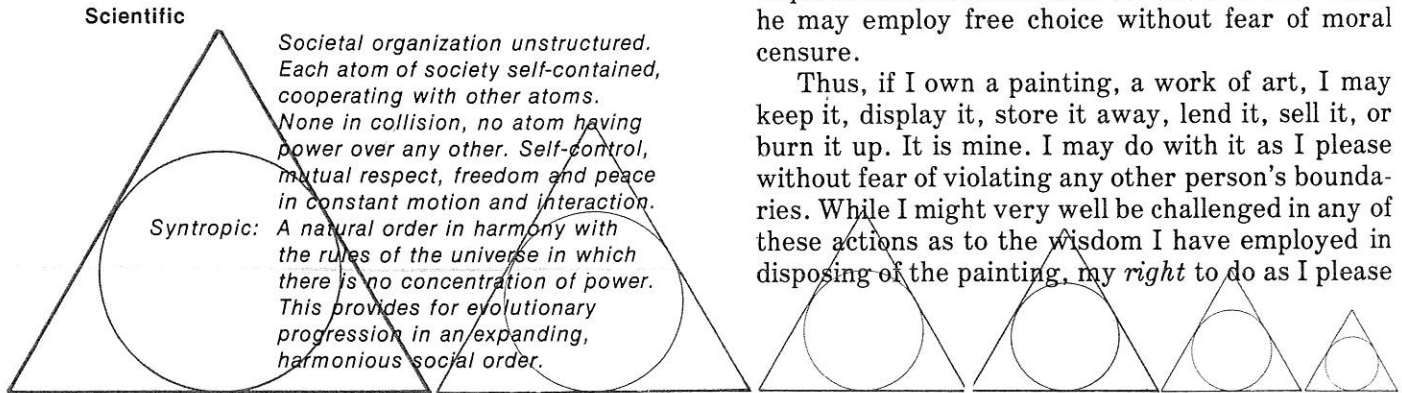 Scientific
Societal organization unstructured.
Each atom of society self-contained,
cooperating with other atoms.
None in collision, no atom having
power over any other. Self-control,
mutual respect, freedom and peace
in constant motion and interaction.
Syntropic: A natural order in harmony with
the rules of the universe in which
there is no concentration of power.
This provides for evolutionary
progression in an expanding,
harmonious social order.
he may employ free choice without fear of moral
censure.
Thus, if I own a painting, a work of art, I may
keep it, display it, store it away, lend it, sell it, or
burn it up. It is mine. I may do with it as I please
without fear of violating any other person's bounda-
ries. While I might very well be challenged in any of
these actions as to the wisdom I have employed in
disposing of the painting, my right to do as I please